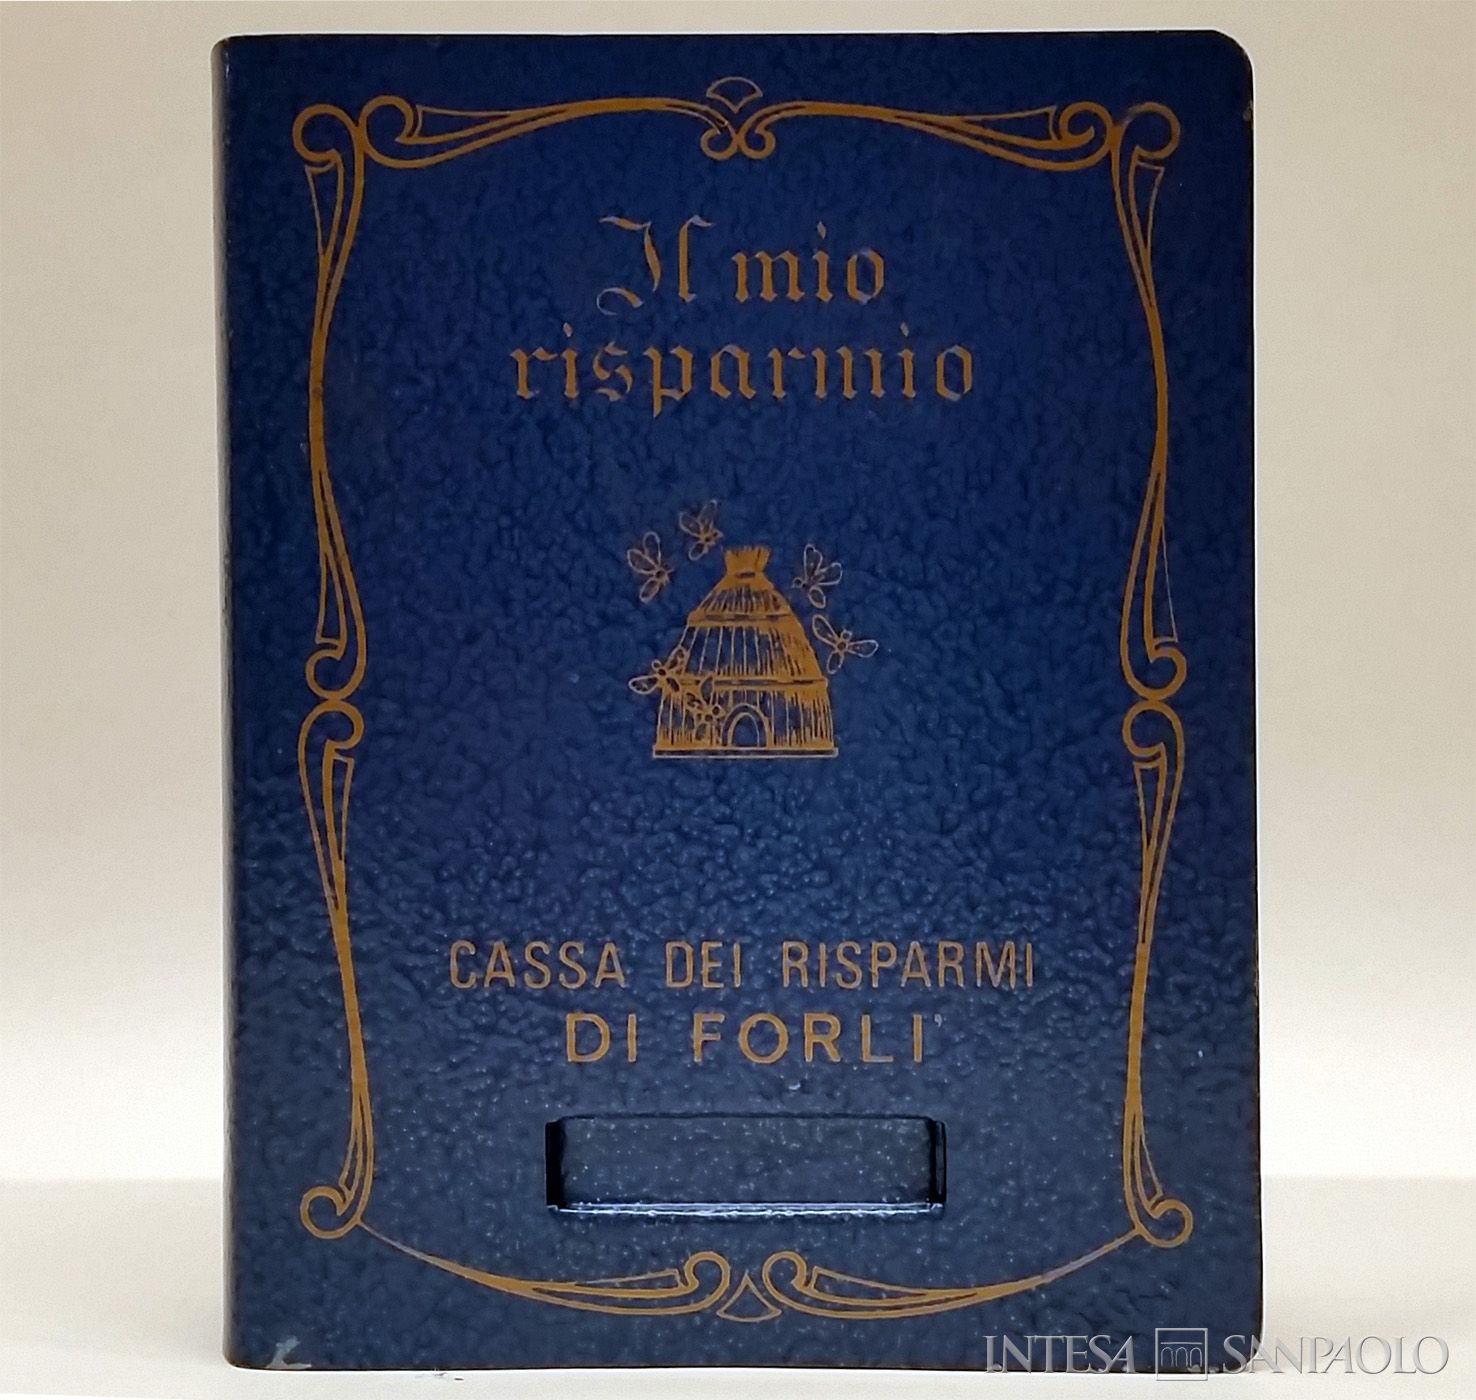 Il mio
risparmio
CASSA DEI RISPARMI
DI FORLI'
INTESA SANPAOLO